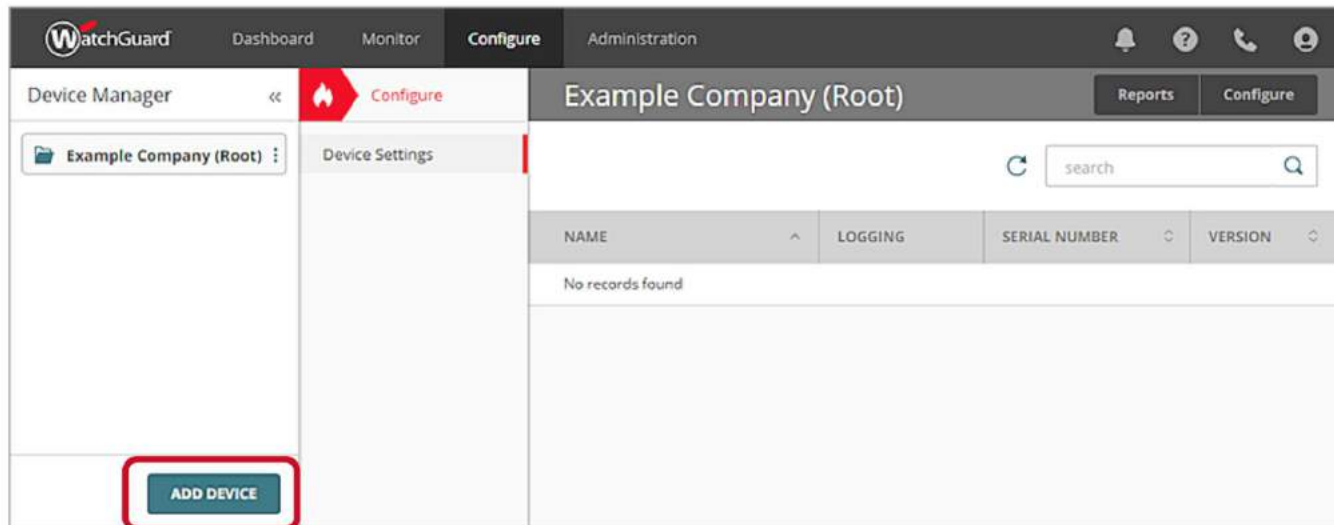 WatchGuard Dashboard Monitor Configure Administration
Device Manager « Configure Example Company (Root) Reports Configure
Example Company (Root) Device Settings search
NAME LOGGING SERIAL NUMBER VERSION
No records found
ADD DEVICE